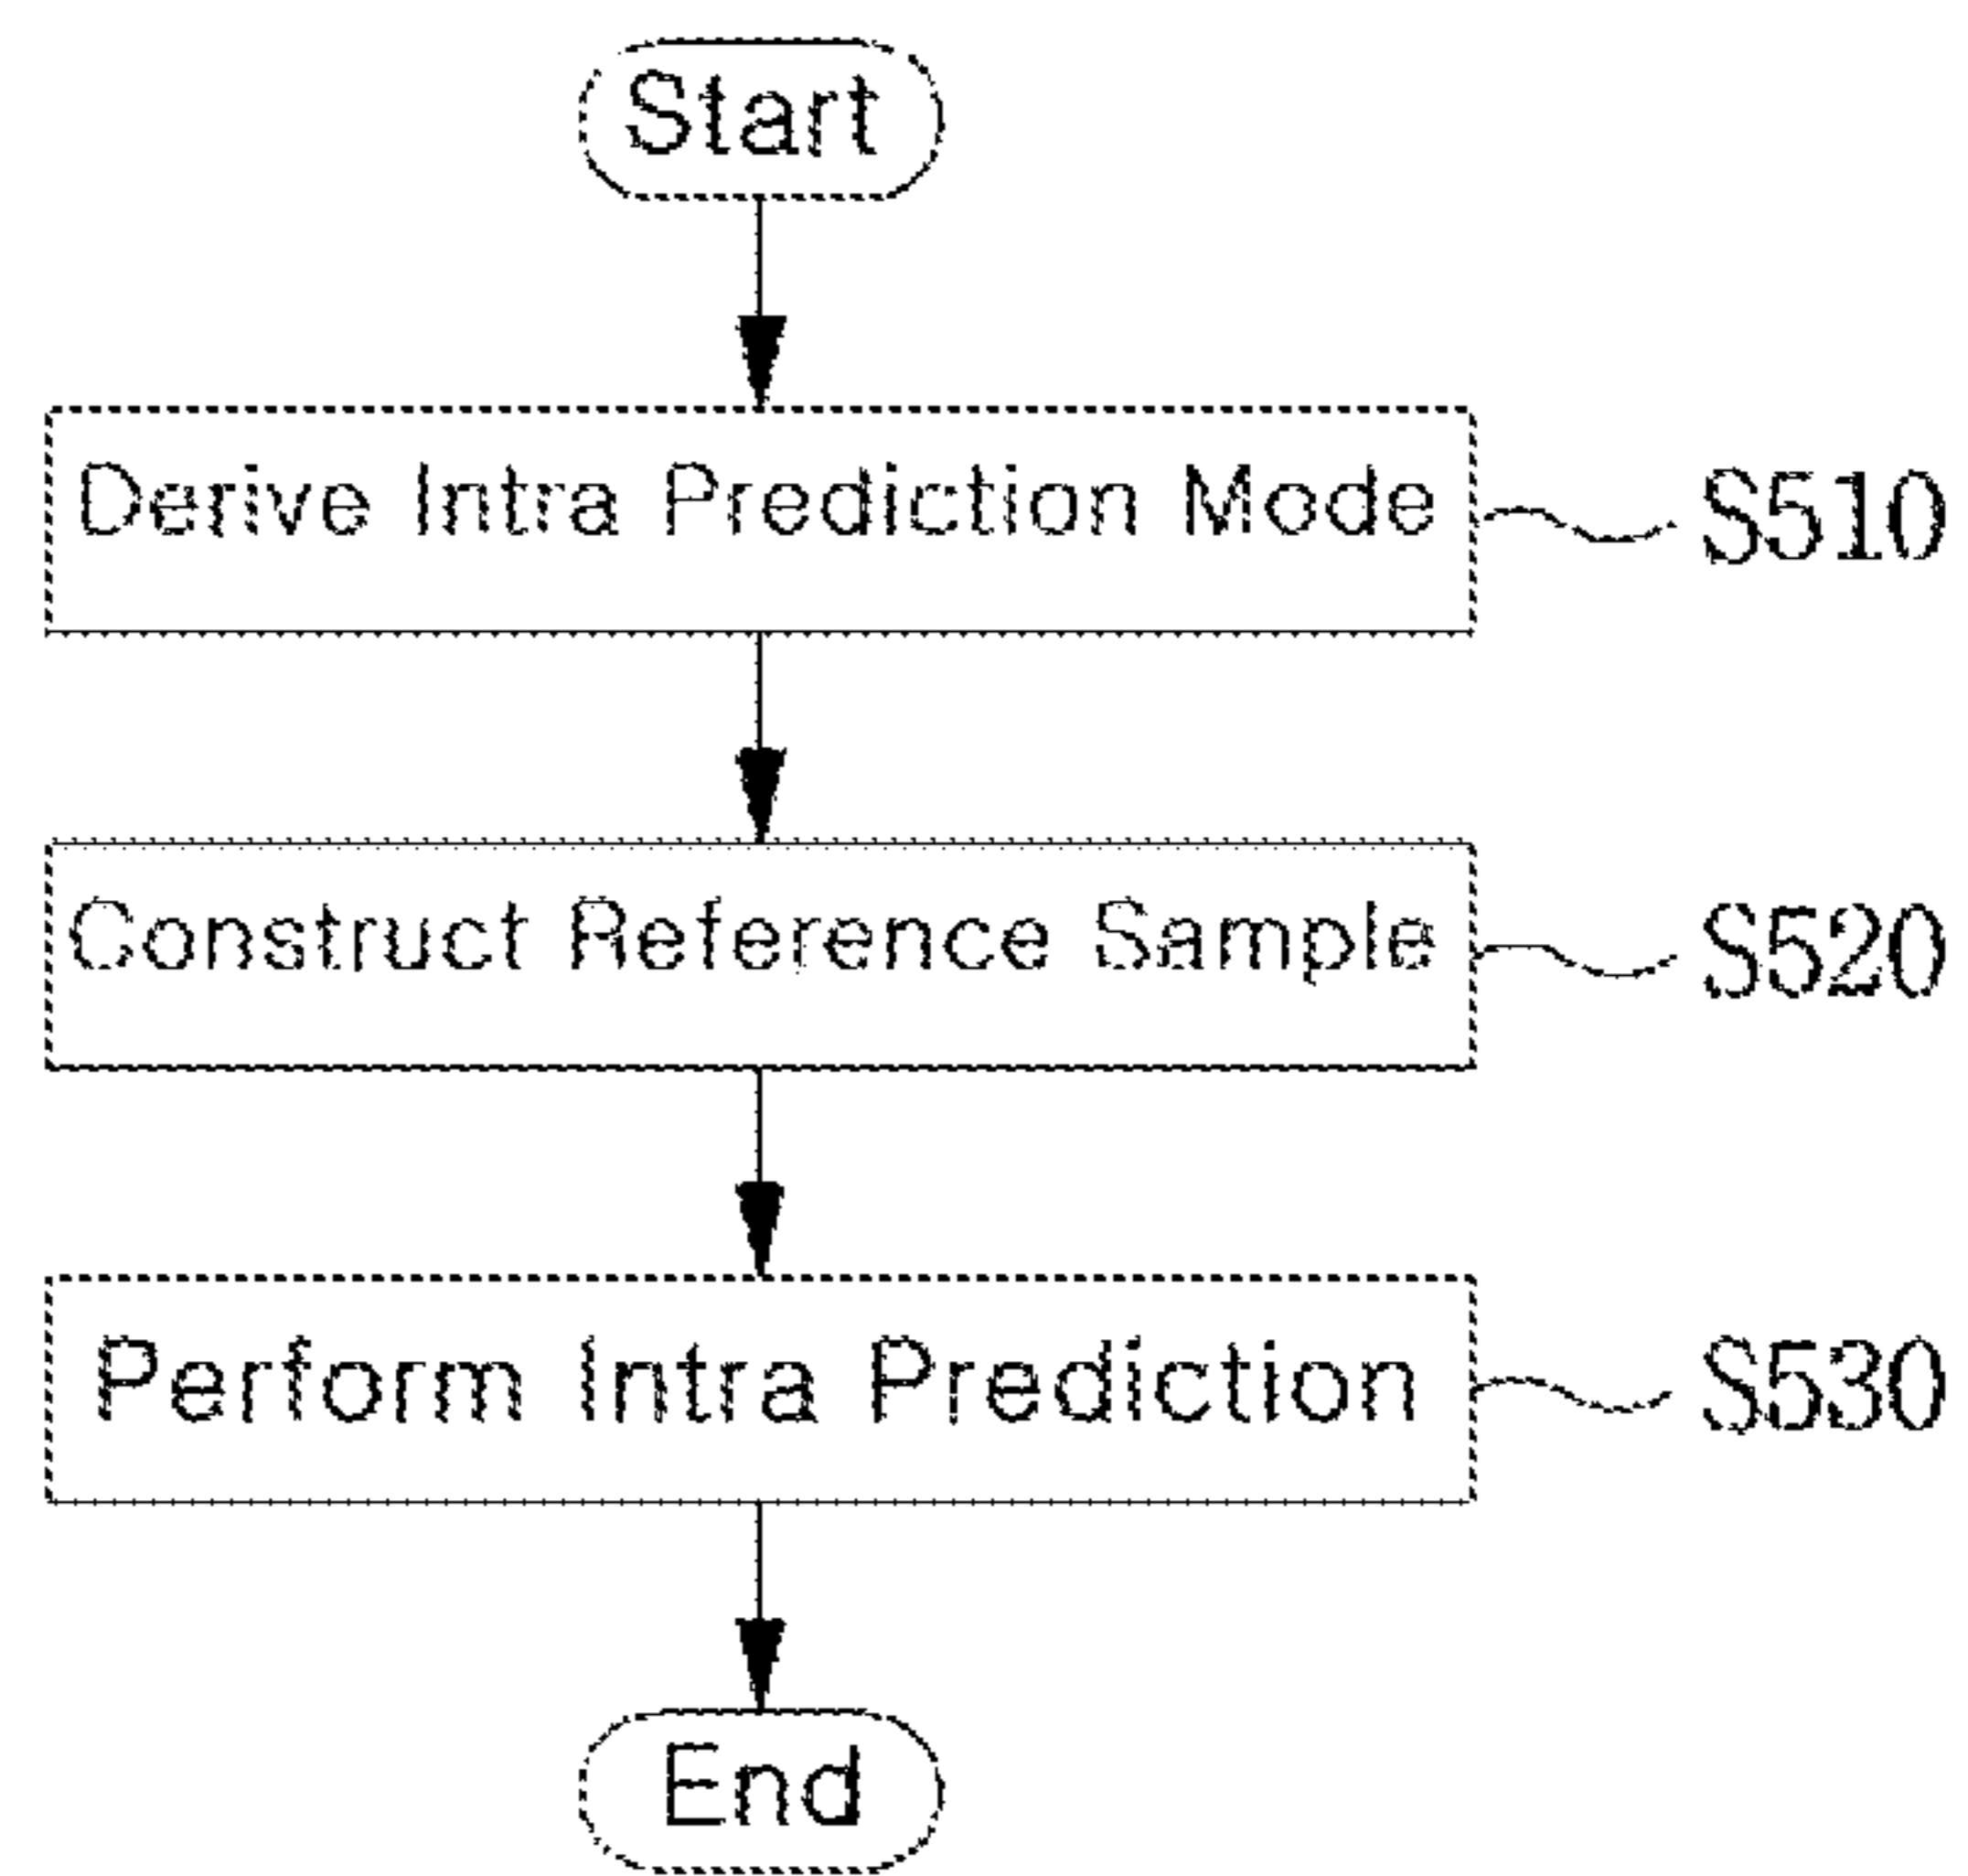 Start
Derive Intra Prediction Mode
S510
Construct Reference Sample
S520
Perform Intra Prediction
S530
End